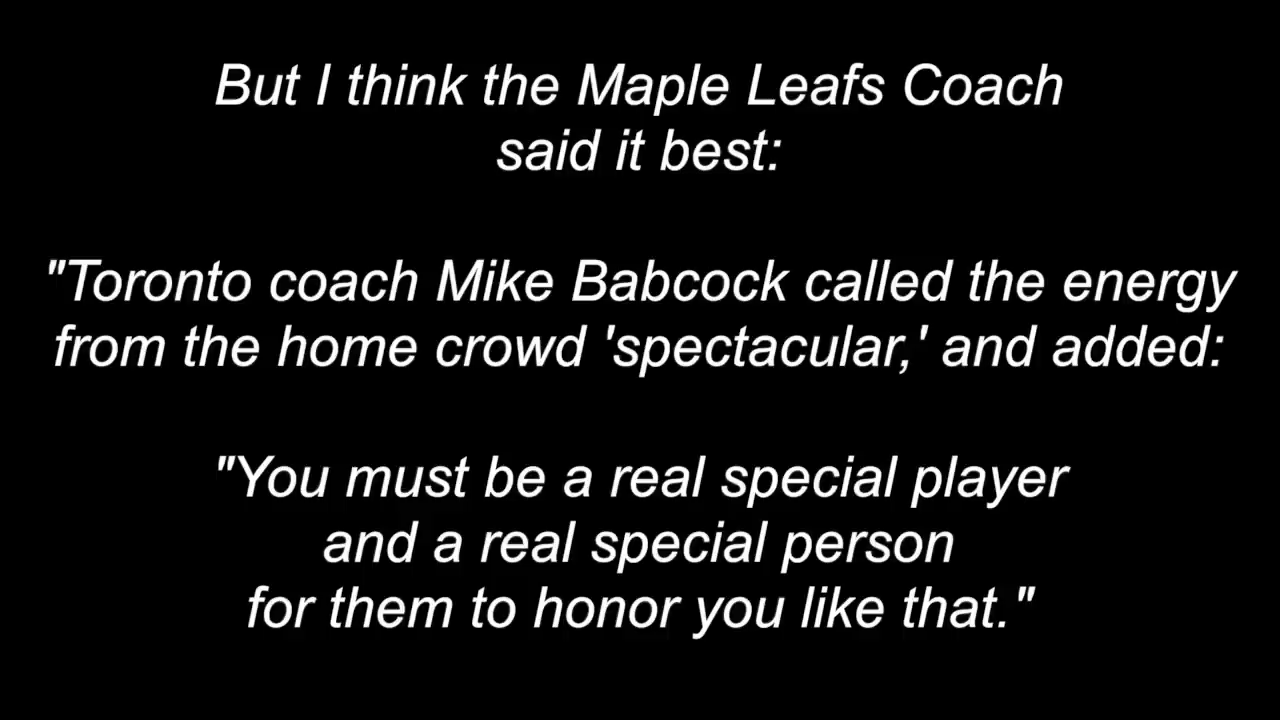 But I think the Maple Leafs Coach
said it best:
"Toronto coach Mike Babcock called the energy
from the home crowd 'spectacular,' and added:
"You must be a real special player
and a real special person
for them to honor you like that."